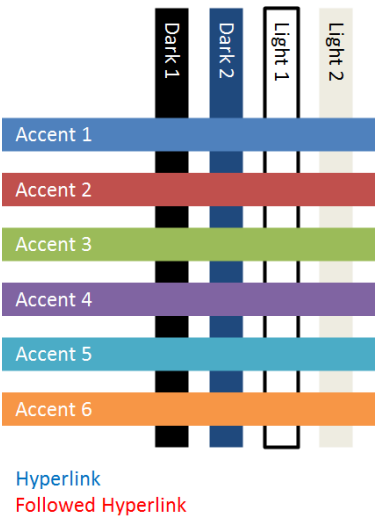 Dark 1
Dark 2
Light 1
Light 2
Accent 1
Accent 2
Accent 3
Accent 4
Accent 5
Accent 6
Hyperlink
Followed Hyperlink